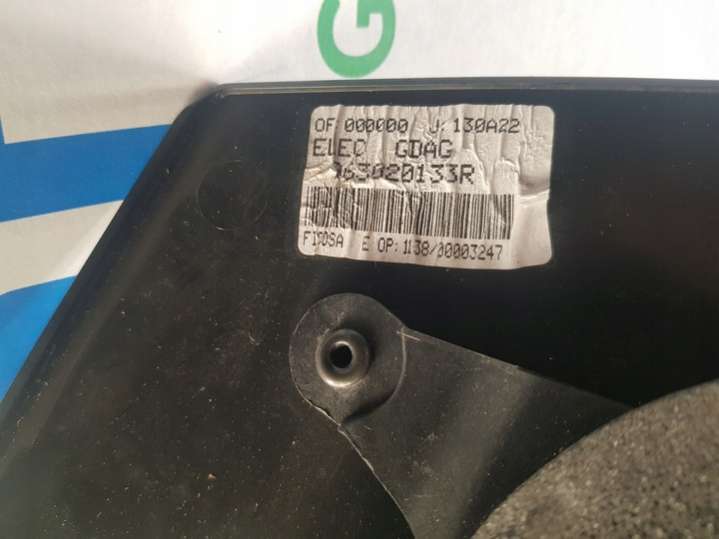 G
OF: 000000 J: 130A22
ElEC GDAG
963020133R
FICOSA E OP: 1138/00003247